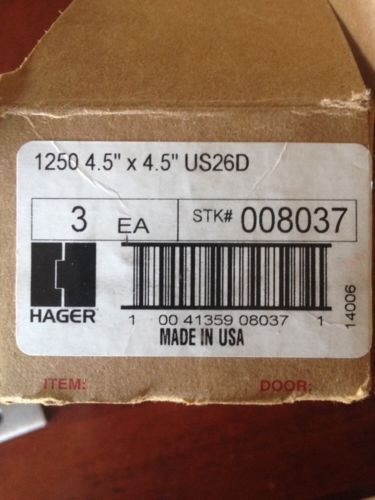 1250 4.5" x 4.5" US26D
3 EA STK# 008037
HAGER
1 00 41359 08037 1
14006
MADE IN USA
ITEM: DOOR: